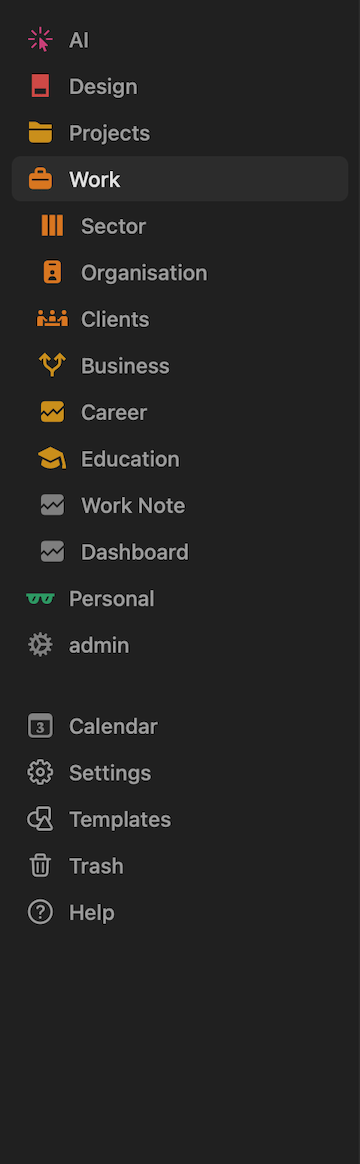 AI
Design
Projects
Work
Sector
Organisation
Clients
Business
Career
Education
Work Note
Dashboard
Personal
admin
3
Calendar
Settings
Templates
Trash
Help